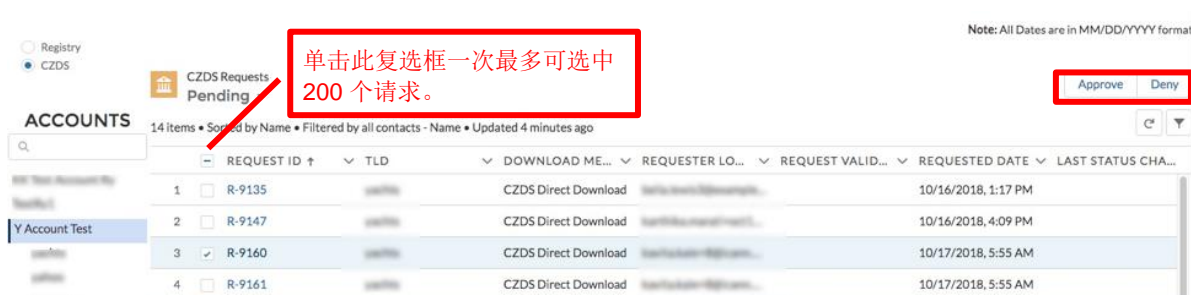 Note: All Dates are in MM/DD/YYYY format
Registry
CZDS
单击此复选框一次最多可选中
200 个请求。
CZDS Requests
Pending
Approve Deny
ACCOUNTS
14 items • Sorted by Name • Filtered by all contacts - Name • Updated 4 minutes ago
REQUEST ID ↑ TLD DOWNLOAD ME... REQUESTER LO... REQUEST VALID... REQUESTED DATE LAST STATUS CHA...
1 R-9135 CZDS Direct Download 10/16/2018, 1:17 PM
2 R-9147 CZDS Direct Download 10/16/2018, 4:09 PM
Y Account Test
3 R-9160 CZDS Direct Download 10/17/2018, 5:55 AM
4 R-9161 CZDS Direct Download 10/17/2018, 5:55 AM